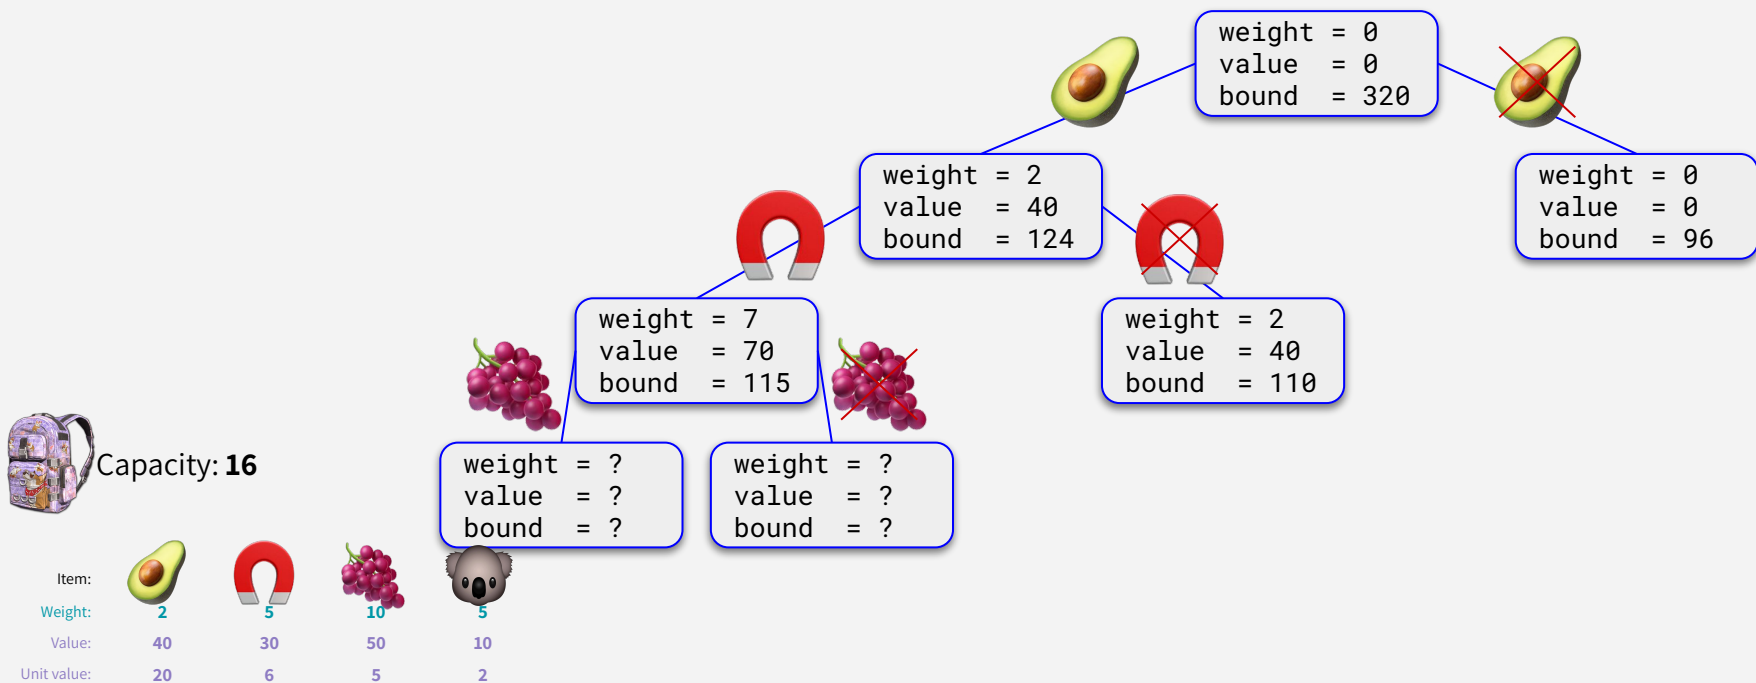 weight = 0
value = 0
bound = 320
weight = 2
value = 40
bound = 124
weight = 0
value = 0
bound = 96
weight = 7
value = 70
bound = 115
weight = 2
value = 40
bound = 110
weight = ?
value = ?
bound = ?
weight = ?
value = ?
bound = ?
Capacity: 16
Item:
Weight: 2 5 10 5
Value: 40 30 50 10
Unit value: 20 6 5 2